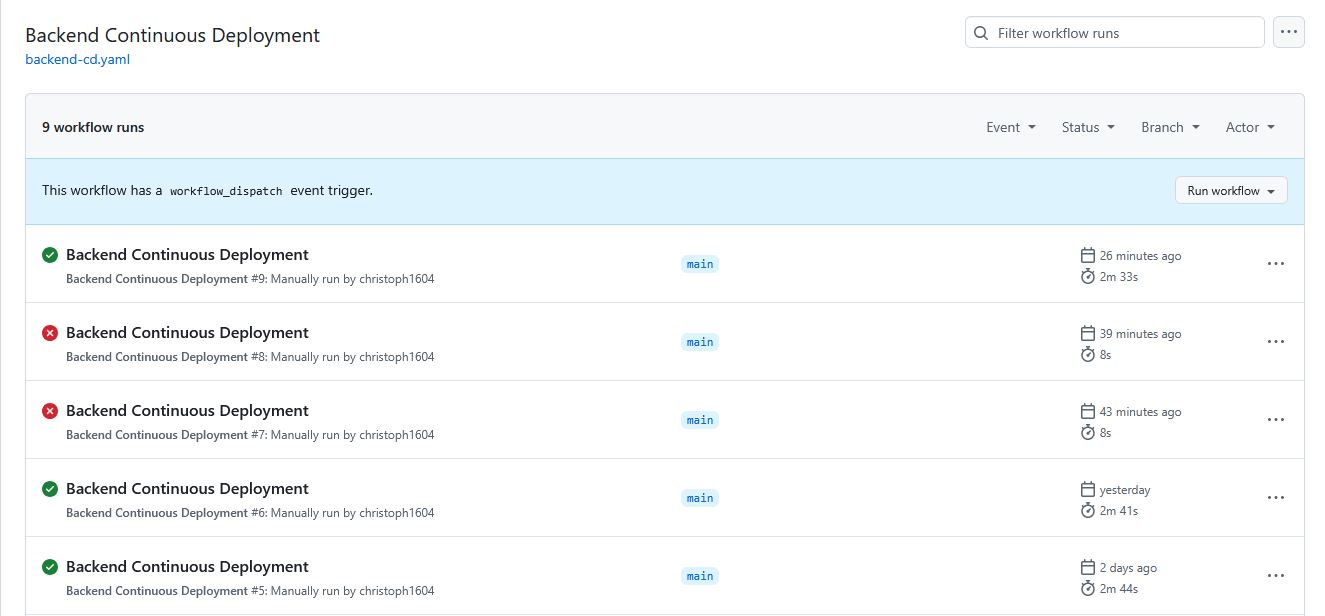 Backend Continuous Deployment
Filter workflow runs
backend-cd.yaml
9 workflow runs
Event
Status
Branch
Actor
This workflow has a workflow_dispatch event trigger.
Run workflow
Backend Continuous Deployment
Backend Continuous Deployment #9: Manually run by christoph1604
main
26 minutes ago
2m 33s
Backend Continuous Deployment
Backend Continuous Deployment #8: Manually run by christoph1604
main
39 minutes ago
8s
Backend Continuous Deployment
Backend Continuous Deployment #7: Manually run by christoph1604
main
43 minutes ago
8s
Backend Continuous Deployment
Backend Continuous Deployment #6: Manually run by christoph1604
main
yesterday
2m 41s
Backend Continuous Deployment
Backend Continuous Deployment #5: Manually run by christoph1604
main
2 days ago
2m 44s